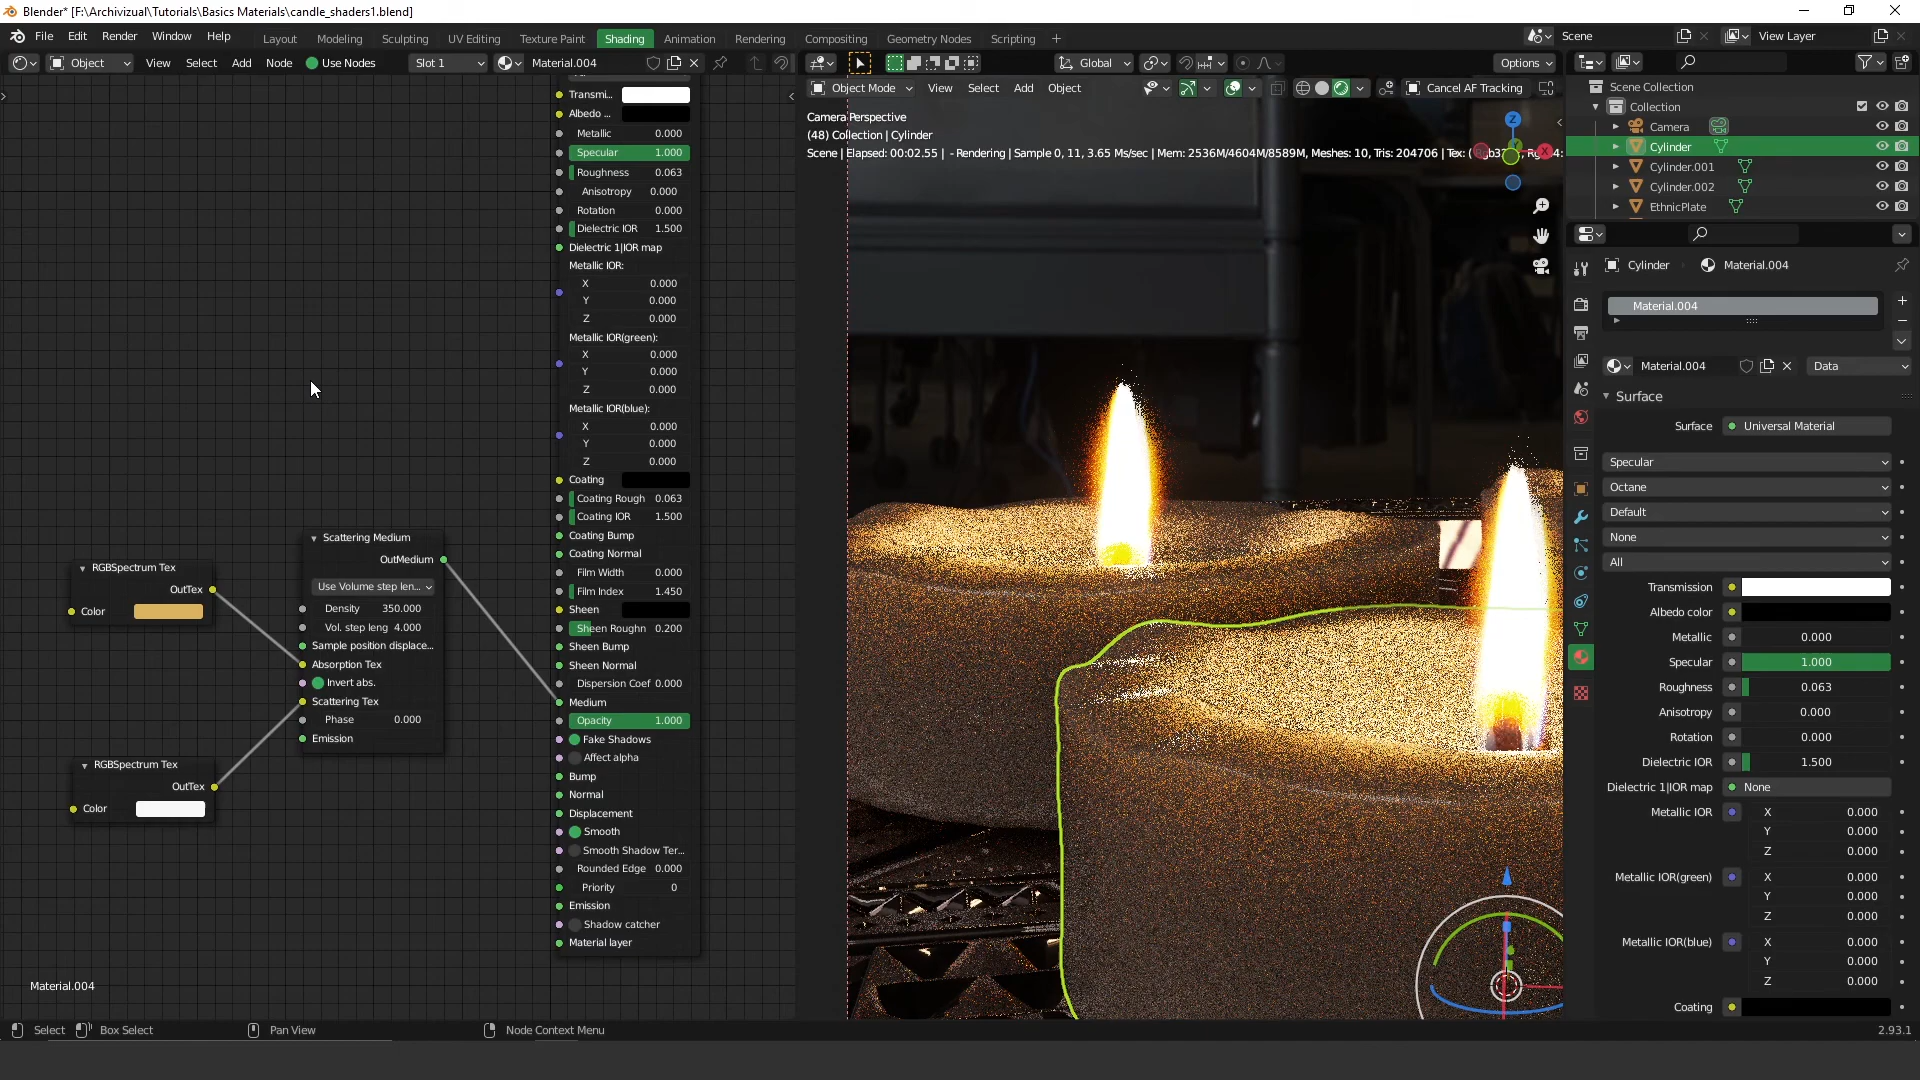 Blender* [F:\Archivizual\Tutorials\Basics Materials\candle_shaders1.blend]
File Edit Render Window Help Layout Modeling Sculpting UV Editing Texture Paint Shading Animation Rendering Compositing Geometry Nodes Scripting + Scene View Layer
Object View Select Add Node Use Nodes Slot 1 Material.004 Global Options
Object Mode View Select Add Object Cancel AF Tracking
Camera Perspective
(48) Collection | Cylinder
Scene | Elapsed: 00:02.55 | - Rendering | Sample 0, 11, 3.65 Ms/sec | Mem: 2536M/4604M/8589M, Meshes: 10, Tris: 204706 | Tex: (
Z
X
Transmi...
Albedo ...
Metallic 0.000
Specular 1.000
Roughness 0.063
Anisotropy 0.000
Rotation 0.000
Dielectric IOR 1.500
Dielectric 1|IOR map
Metallic IOR:
X 0.000
Y 0.000
Z 0.000
Metallic IOR(green):
X 0.000
Y 0.000
Z 0.000
Metallic IOR(blue):
X 0.000
Y 0.000
Z 0.000
Coating
Coating Rough 0.063
Coating IOR 1.500
Coating Bump
Coating Normal
Film Width 0.000
Film Index 1.450
Sheen
Sheen Roughn 0.200
Sheen Bump
Sheen Normal
Dispersion Coef 0.000
Medium
Opacity 1.000
Fake Shadows
Affect alpha
Bump
Normal
Displacement
Smooth
Smooth Shadow Ter...
Rounded Edge 0.000
Priority 0
Emission
Shadow catcher
Material layer
Scattering Medium
OutMedium
Use Volume step len...
Density 350.000
Vol. step leng 4.000
Sample position displace...
Absorption Tex
Invert abs.
Scattering Tex
Phase 0.000
Emission
RGBSpectrum Tex
OutTex
Color
RGBSpectrum Tex
OutTex
Color
Material.004
Scene Collection
Collection
Camera
Cylinder
Cylinder.001
Cylinder.002
EthnicPlate
Cylinder Material.004
Material.004
Material.004 Data
Surface
Surface Universal Material
Specular
Octane
Default
None
All
Transmission
Albedo color
Metallic 0.000
Specular 1.000
Roughness 0.063
Anisotropy 0.000
Rotation 0.000
Dielectric IOR 1.500
Dielectric 1|IOR map None
Metallic IOR X 0.000
Y 0.000
Z 0.000
Metallic IOR(green) X 0.000
Y 0.000
Z 0.000
Metallic IOR(blue) X 0.000
Y 0.000
Z 0.000
Coating
Select Box Select Pan View Node Context Menu 2.93.1